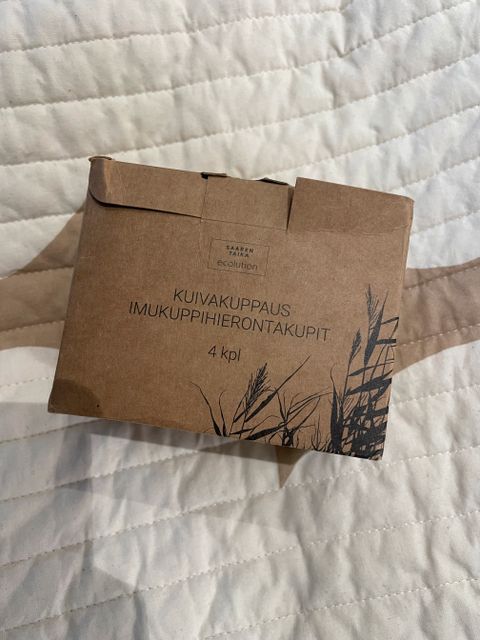 SAAREN
TAIKA
ecolution
KUIVAKUPPAUS
IMUKUPPIHIERONTAKUPIT
4 kpl